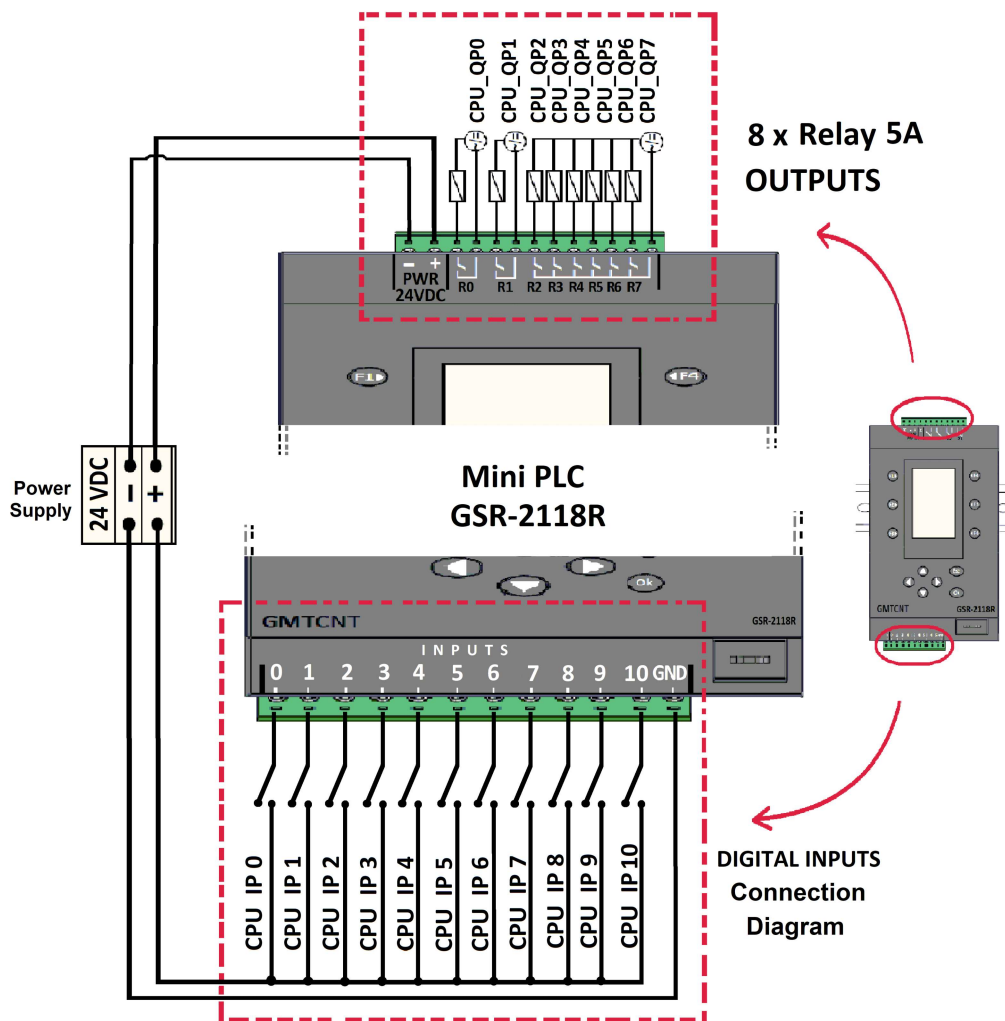 CPU_QP0
CPU_QP1
CPU_QP2
CPU_QP3
CPU_QP4
CPU_QP5
CPU_QP6
CPU_QP7
8 x Relay 5A
OUTPUTS
− +
PWR
24VDC
R0 R1 R2 R3 R4 R5 R6 R7
F1
F4
24 VDC
− +
Power
Supply
Mini PLC
GSR-2118R
Ok
GMTCNT
GSR-2118R
INPUTS
0 1 2 3 4 5 6 7 8 9 10 GND
CPU IP 0
CPU IP 1
CPU IP 2
CPU IP 3
CPU IP 4
CPU IP 5
CPU IP 6
CPU IP 7
CPU IP 8
CPU IP 9
CPU IP10
GMTCNT
GSR-2118R
DIGITAL INPUTS
Connection
Diagram